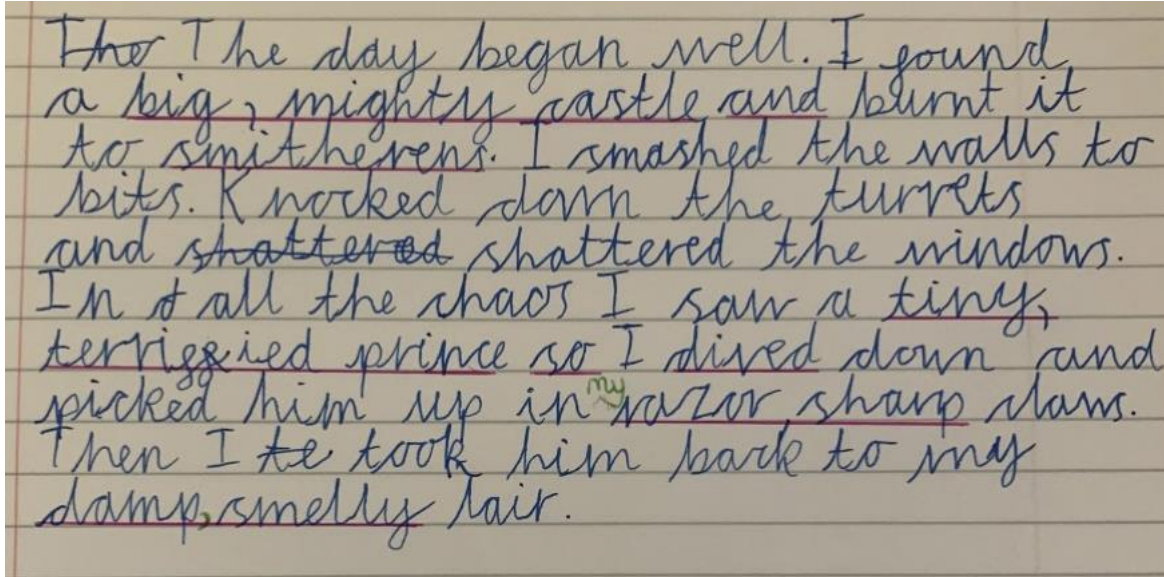 The The day began well. I found
a big, mighty castle and burnt it
to smitherens. I smashed the walls to
bits. Knocked down the turrets
and shattered shattered the windows.
In all the chaos I saw a tiny,
terriffied prince so I dived down and
picked him up in my razor sharp claws.
Then I te took him back to my
damp, smelly lair.